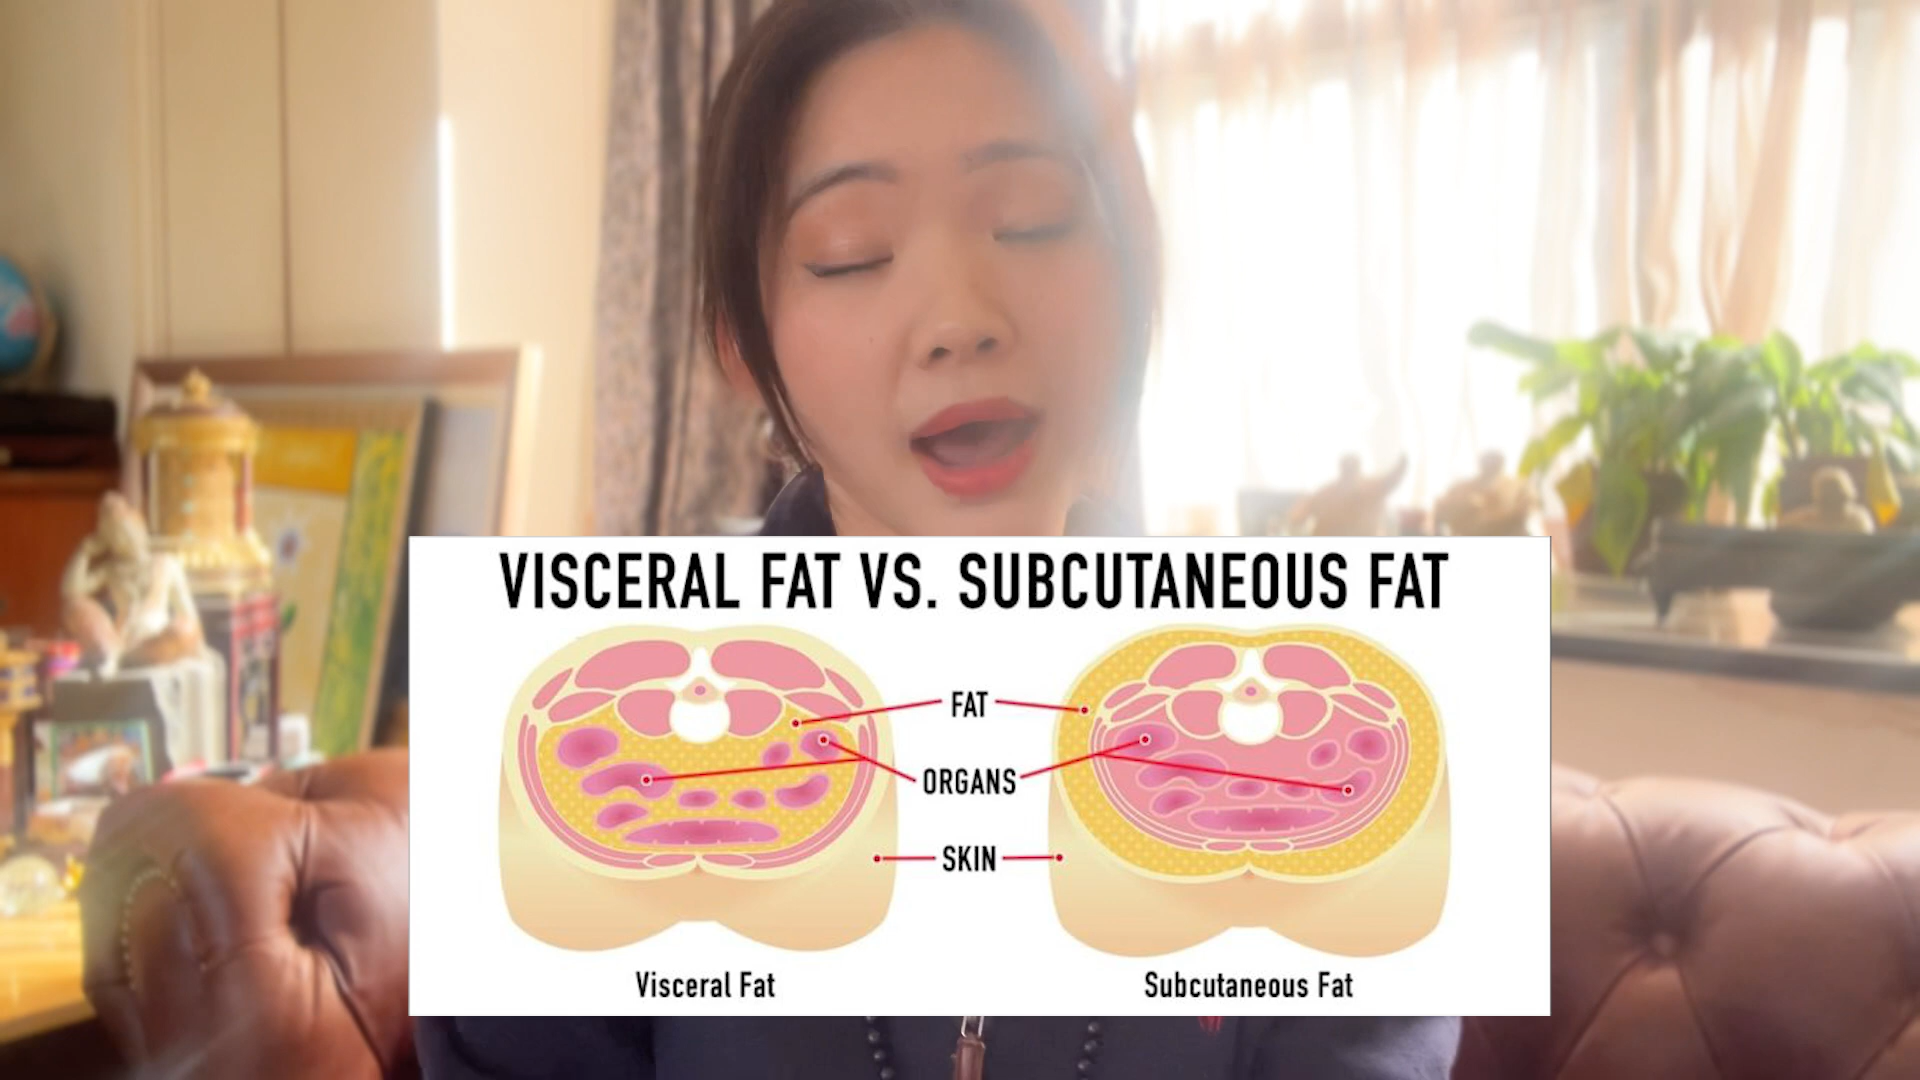 VISCERAL FAT VS. SUBCUTANEOUS FAT
FAT
ORGANS
SKIN
Visceral Fat
Subcutaneous Fat